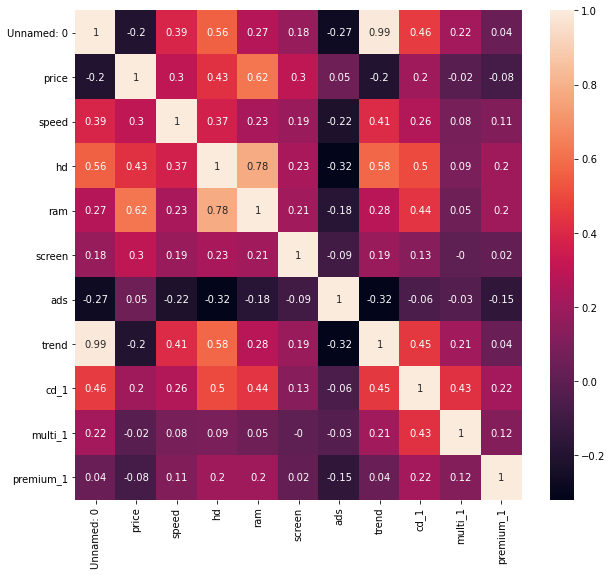 Unnamed: 0 1 -0.2 0.39 0.56 0.27 0.18 -0.27 0.99 0.46 0.22 0.04
price -0.2 1 0.3 0.43 0.62 0.3 0.05 -0.2 0.2 -0.02 -0.08
speed 0.39 0.3 1 0.37 0.23 0.19 -0.22 0.41 0.26 0.08 0.11
hd 0.56 0.43 0.37 1 0.78 0.23 -0.32 0.58 0.5 0.09 0.2
ram 0.27 0.62 0.23 0.78 1 0.21 -0.18 0.28 0.44 0.05 0.2
screen 0.18 0.3 0.19 0.23 0.21 1 -0.09 0.19 0.13 -0 0.02
ads -0.27 0.05 -0.22 -0.32 -0.18 -0.09 1 -0.32 -0.06 -0.03 -0.15
trend 0.99 -0.2 0.41 0.58 0.28 0.19 -0.32 1 0.45 0.21 0.04
cd_1 0.46 0.2 0.26 0.5 0.44 0.13 -0.06 0.45 1 0.43 0.22
multi_1 0.22 -0.02 0.08 0.09 0.05 -0 -0.03 0.21 0.43 1 0.12
premium_1 0.04 -0.08 0.11 0.2 0.2 0.02 -0.15 0.04 0.22 0.12 1
Unnamed: 0 price speed hd ram screen ads trend cd_1 multi_1 premium_1
1.0
0.8
0.6
0.4
0.2
0.0
−0.2